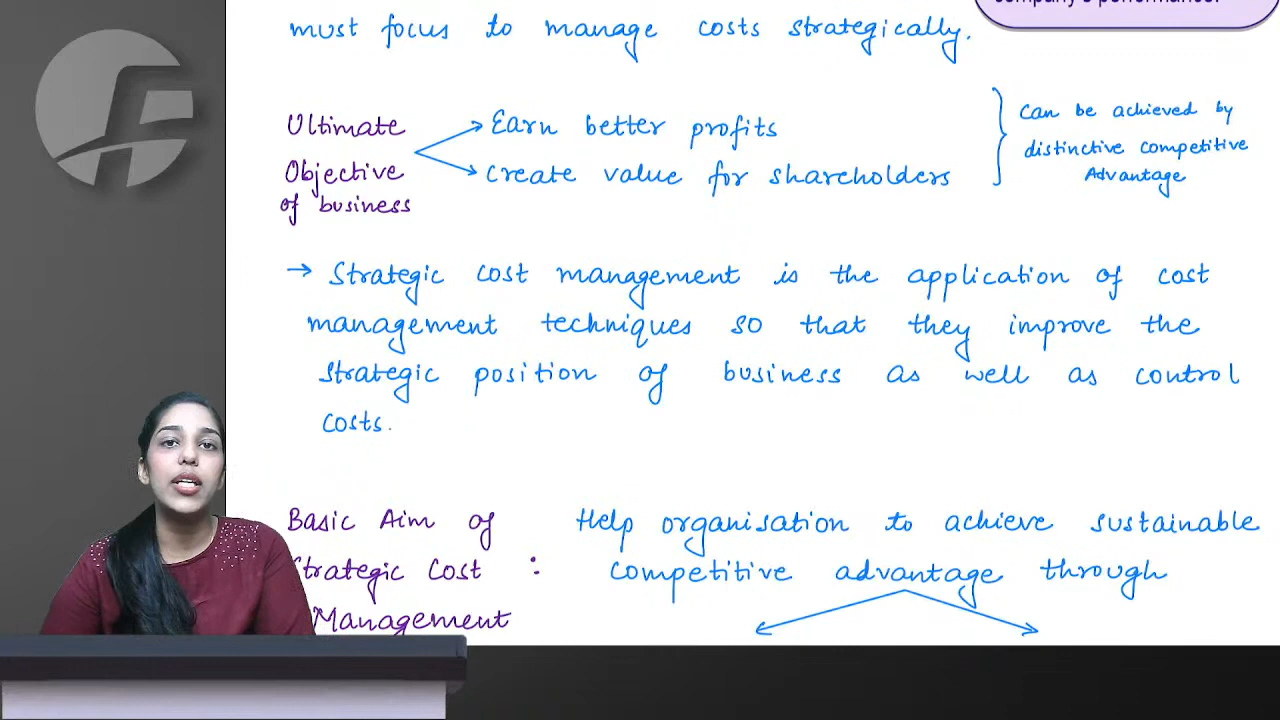 company's performance.
must focus to manage costs strategically.
Ultimate
Objective
of business
Earn better profits
Create value for shareholders
Can be achieved by
distinctive competitive
Advantage
→ Strategic cost management is the application of cost
management techniques so that they improve the
strategic position of business as well as control
costs.
Basic Aim of
Strategic Cost :
Management
Help organisation to achieve sustainable
competitive advantage through